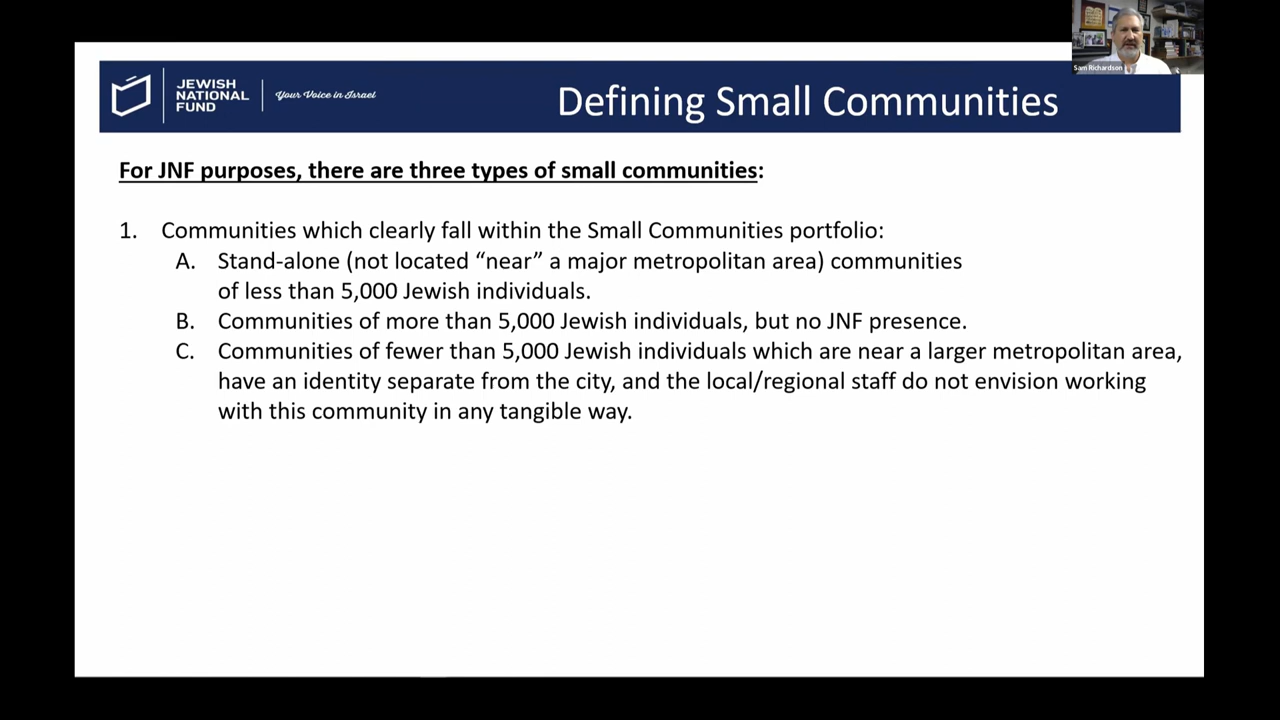 JEWISH
NATIONAL
FUND
Your Voice in Israel
Defining Small Communities
Sam Richardson
For JNF purposes, there are three types of small communities:
1. Communities which clearly fall within the Small Communities portfolio:
A. Stand-alone (not located “near” a major metropolitan area) communities
of less than 5,000 Jewish individuals.
B. Communities of more than 5,000 Jewish individuals, but no JNF presence.
C. Communities of fewer than 5,000 Jewish individuals which are near a larger metropolitan area,
have an identity separate from the city, and the local/regional staff do not envision working
with this community in any tangible way.